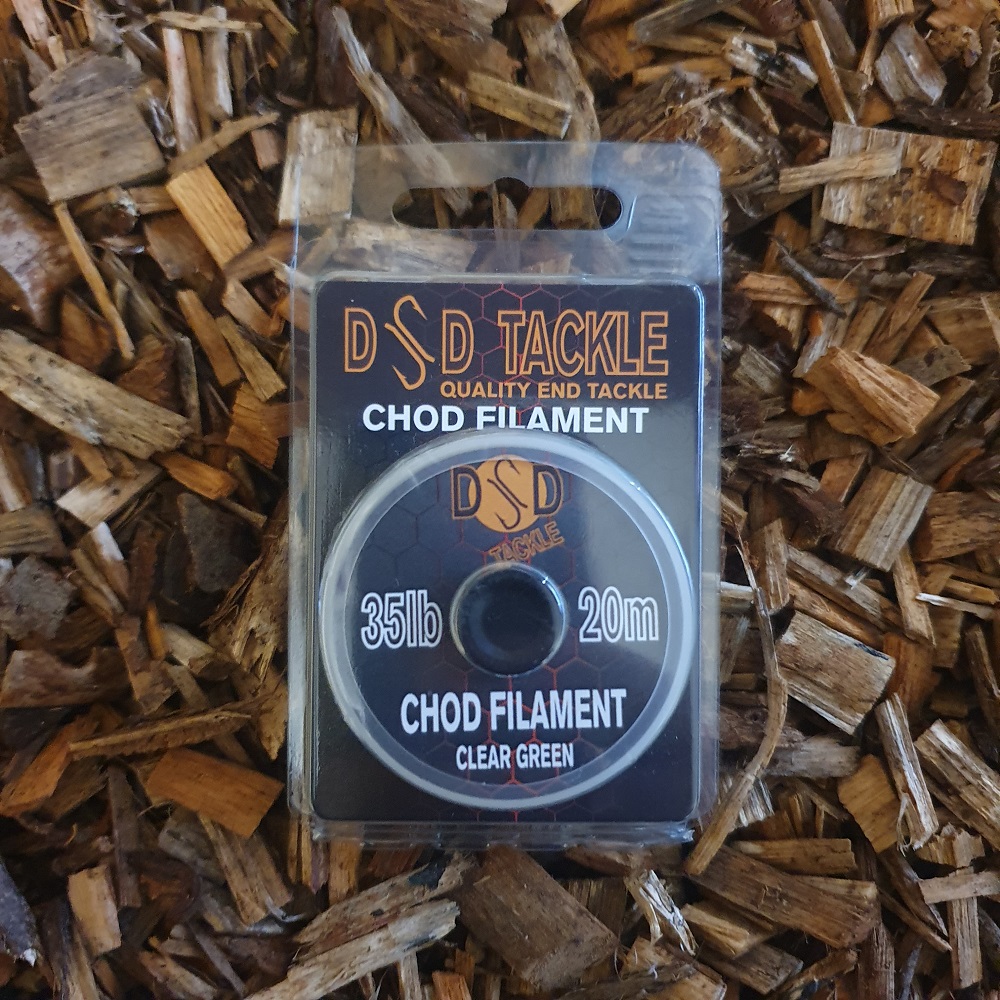 DSD TACKLE
QUALITY END TACKLE
CHOD FILAMENT
DSD
TACKLE
35lb 20m
CHOD FILAMENT
CLEAR GREEN